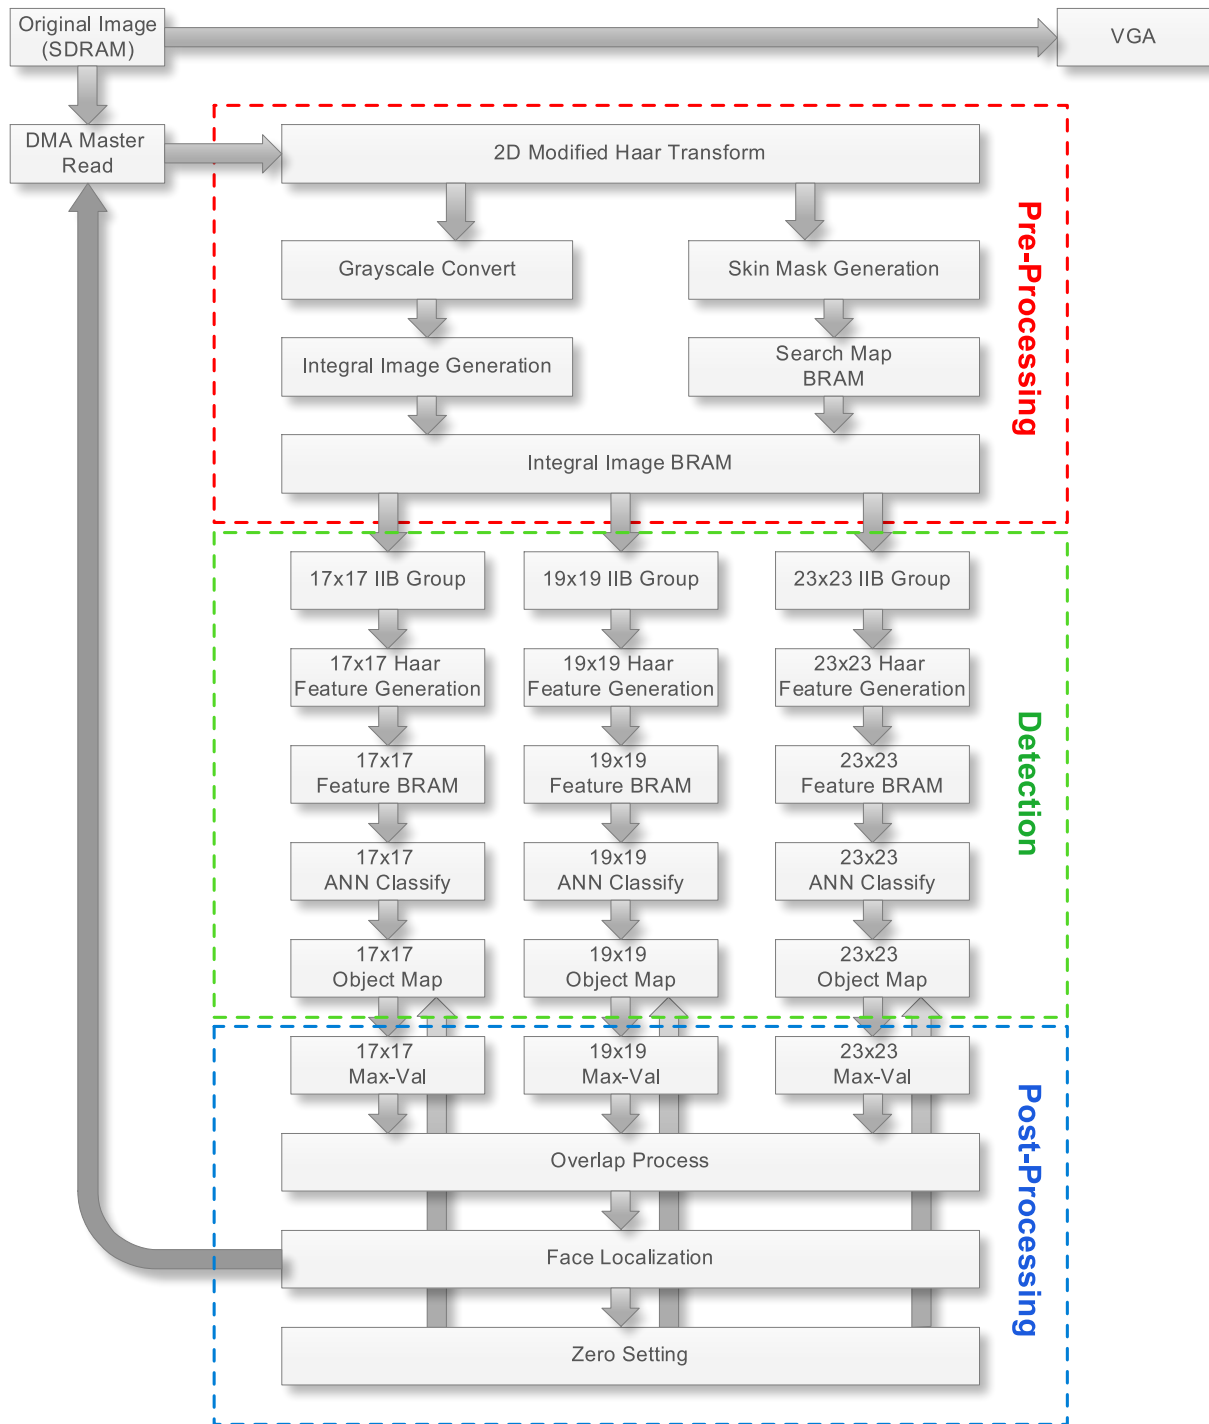 Original Image
(SDRAM)
VGA
DMA Master
Read
2D Modified Haar Transform
Grayscale Convert
Skin Mask Generation
Integral Image Generation
Search Map
BRAM
Integral Image BRAM
Pre-Processing
17x17 IIB Group
19x19 IIB Group
23x23 IIB Group
17x17 Haar
Feature Generation
19x19 Haar
Feature Generation
23x23 Haar
Feature Generation
17x17
Feature BRAM
19x19
Feature BRAM
23x23
Feature BRAM
17x17
ANN Classify
19x19
ANN Classify
23x23
ANN Classify
17x17
Object Map
19x19
Object Map
23x23
Object Map
Detection
17x17
Max-Val
19x19
Max-Val
23x23
Max-Val
Overlap Process
Face Localization
Zero Setting
Post-Processing